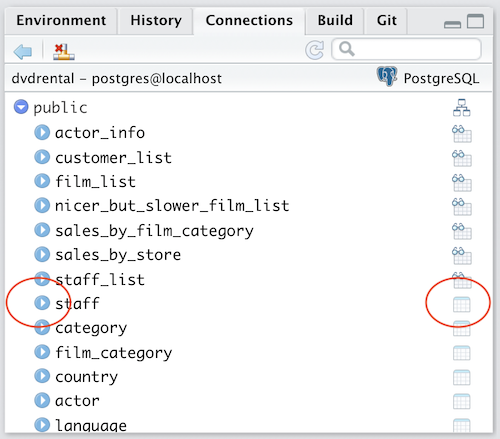 Environment History Connections Build Git
dvdrental – postgres@localhost PostgreSQL
public
actor_info
customer_list
film_list
nicer_but_slower_film_list
sales_by_film_category
sales_by_store
staff_list
staff
category
film_category
country
actor
language